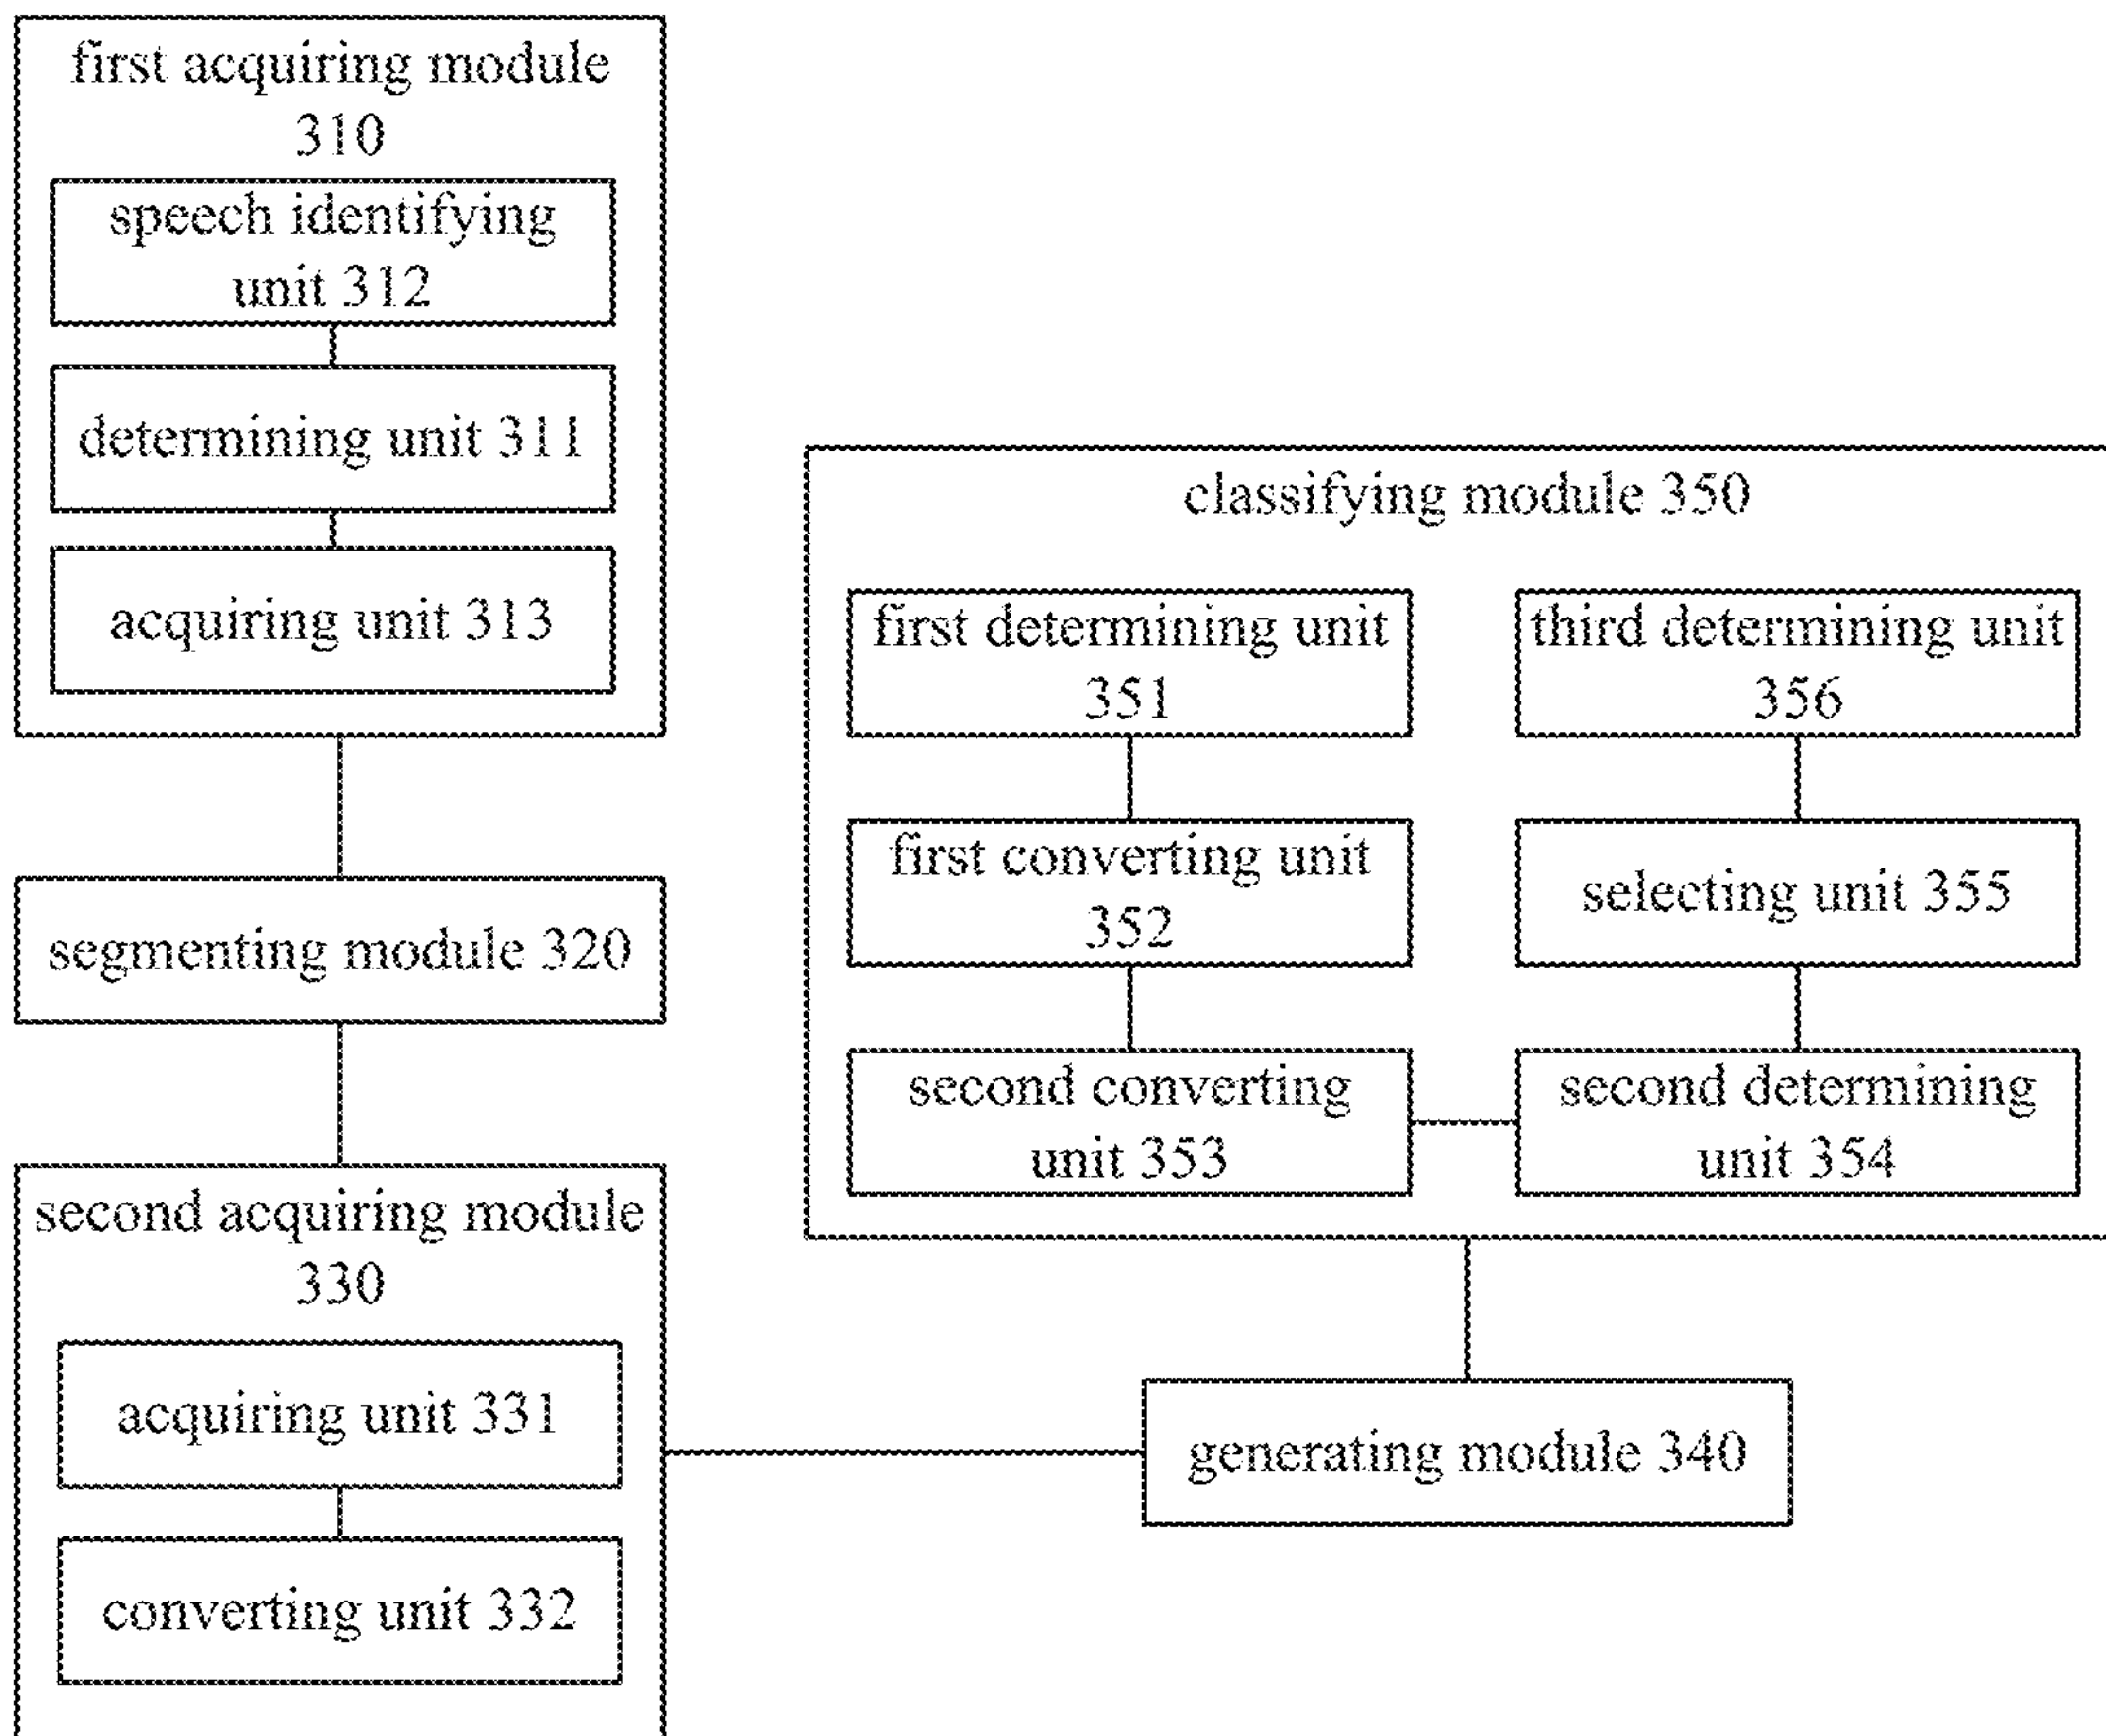 first acquiring module
310
speech identifying
unit 312
determining unit 311
acquiring unit 313
segmenting module 320
second acquiring module
330
acquiring unit 331
converting unit 332
classifying module 350
first determining unit
351
first converting unit
352
second converting
unit 353
third determining unit
356
selecting unit 355
second determining
unit 354
generating module 340